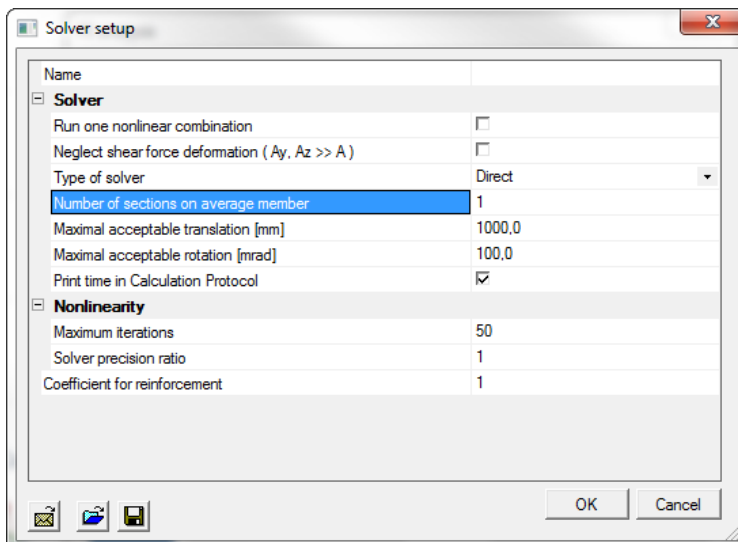 Solver setup
Name
Solver
Run one nonlinear combination
Neglect shear force deformation ( Ay, Az >> A )
Type of solver Direct
Number of sections on average member 1
Maximal acceptable translation [mm] 1000,0
Maximal acceptable rotation [mrad] 100,0
Print time in Calculation Protocol
Nonlinearity
Maximum iterations 50
Solver precision ratio 1
Coefficient for reinforcement 1
OK Cancel